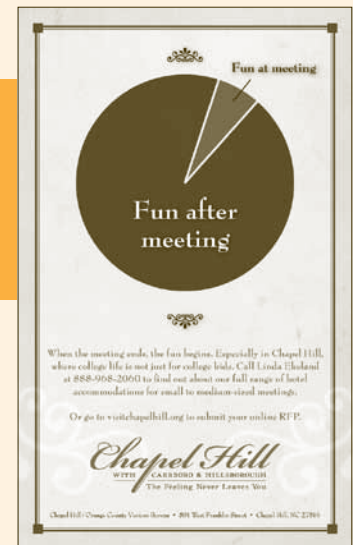 Fun at meeting
Fun after
meeting
When the meeting ends, the fun begins. Especially in Chapel Hill,
where college life is not just for college kids. Call Linda Ekeland
at 888-968-2060 to find out about our full range of hotel
accommodations for small to medium-sized meetings.
Or go to visitchapelhill.org to submit your online RFP.
Chapel Hill
WITH CARRBORO & HILLSBOROUGH
The Feeling Never Leaves You
Chapel Hill / Orange County Visitors Bureau • 501 West Franklin Street • Chapel Hill, NC 27516